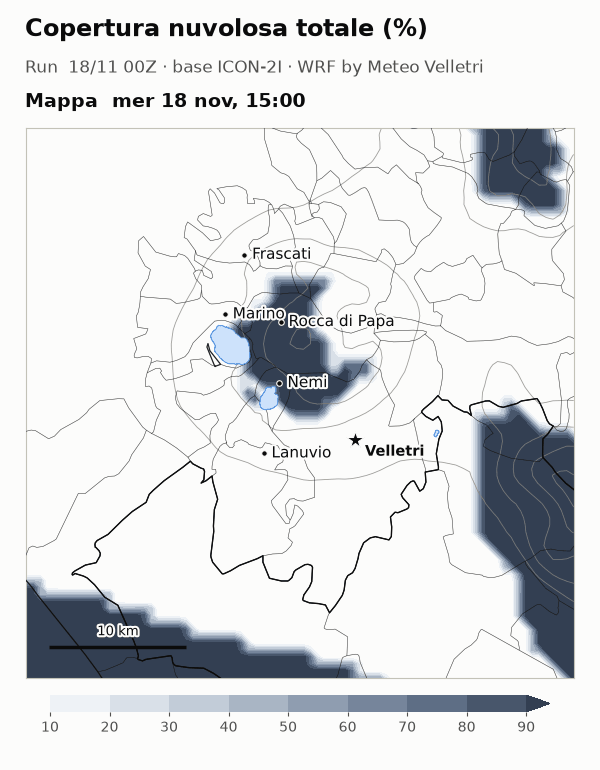 Copertura nuvolosa totale (%)
Run  18/11 00Z · base ICON-2I · WRF by Meteo Velletri
Mappa  mer 18 nov, 15:00
Frascati
Marino
Rocca di Papa
Nemi
Velletri
Lanuvio
10 km
10 20 30 40 50 60 70 80 90